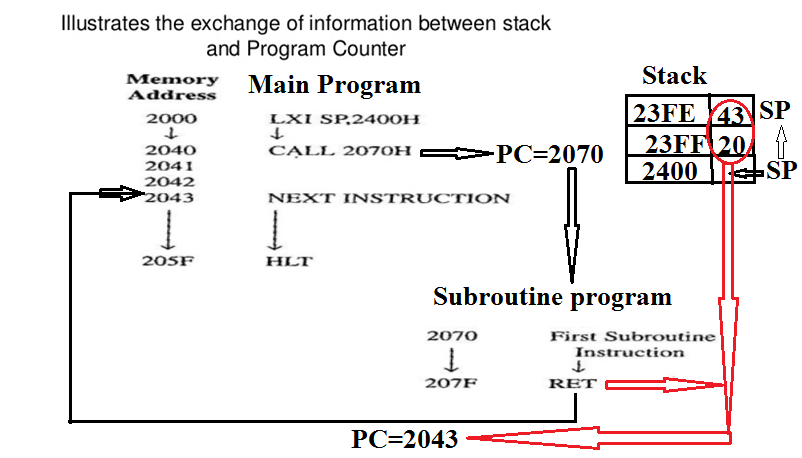 Illustrates the exchange of information between stack
and Program Counter
Memory
Address
Main Program
Stack
2000
LXI SP,2400H
23FE 43 SP
2040
CALL 2070H
PC=2070
23FF 20
2041
2400
SP
2042
2043
NEXT INSTRUCTION
205F
HLT
Subroutine program
2070
First Subroutine
Instruction
207F
RET
PC=2043